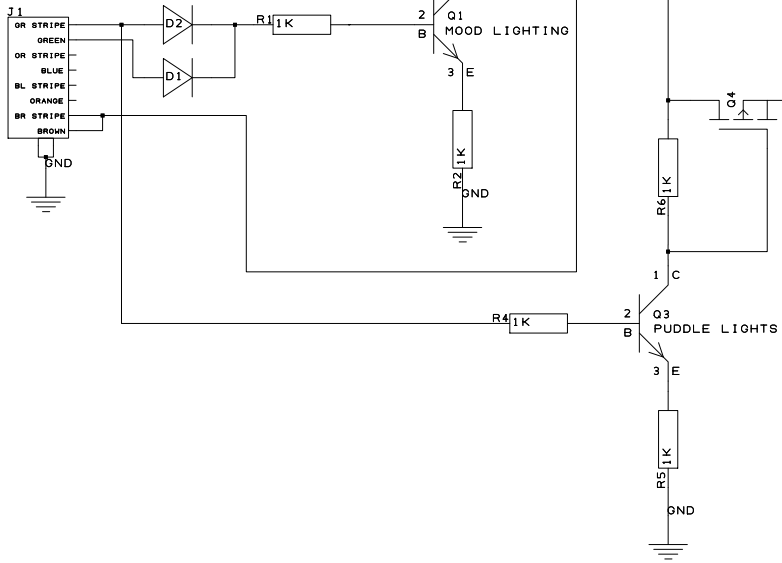 J1
GR STRIPE
GREEN
OR STRIPE
BLUE
BL STRIPE
ORANGE
BR STRIPE
BROWN
GND
D2
D1
R1
1K
2
B
Q1
MOOD LIGHTING
3 E
1K
R2
GND
Q4
1K
R6
1 C
R4
1K
2
B
Q3
PUDDLE LIGHTS
3 E
1K
R5
GND